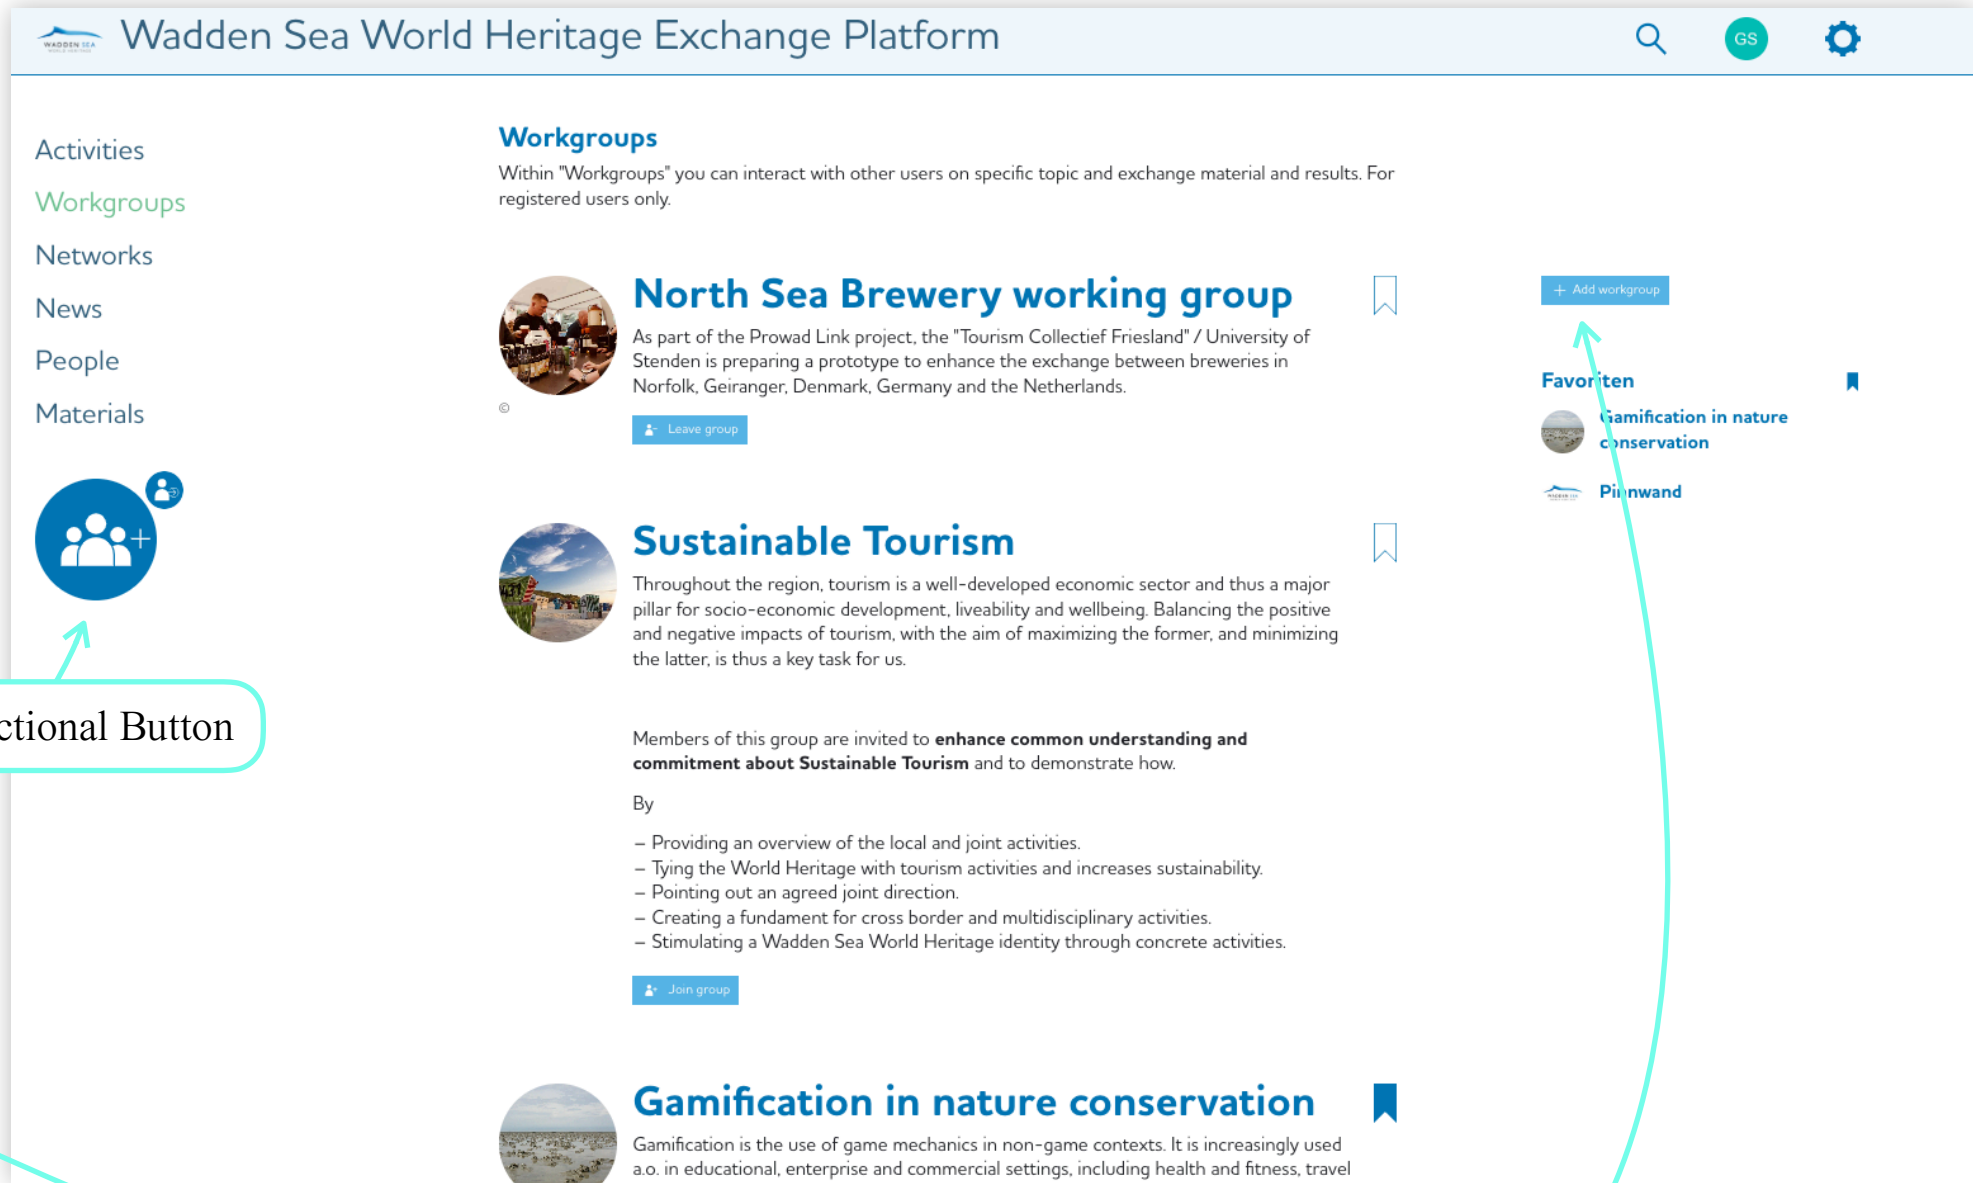 WADDEN SEA
WORLD HERITAGE
Wadden Sea World Heritage Exchange Platform
GS
Activities
Workgroups
Networks
News
People
Materials
ctional Button
Workgroups
Within "Workgroups" you can interact with other users on specific topic and exchange material and results. For
registered users only.
North Sea Brewery working group
As part of the Prowad Link project, the "Tourism Collectief Friesland" / University of
Stenden is preparing a prototype to enhance the exchange between breweries in
Norfolk, Geiranger, Denmark, Germany and the Netherlands.
©
Leave group
Sustainable Tourism
Throughout the region, tourism is a well-developed economic sector and thus a major
pillar for socio-economic development, liveability and wellbeing. Balancing the positive
and negative impacts of tourism, with the aim of maximizing the former, and minimizing
the latter, is thus a key task for us.
Members of this group are invited to enhance common understanding and
commitment about Sustainable Tourism and to demonstrate how.
By
– Providing an overview of the local and joint activities.
– Tying the World Heritage with tourism activities and increases sustainability.
– Pointing out an agreed joint direction.
– Creating a fundament for cross border and multidisciplinary activities.
– Stimulating a Wadden Sea World Heritage identity through concrete activities.
Join group
Gamification in nature conservation
Gamification is the use of game mechanics in non-game contexts. It is increasingly used
a.o. in educational, enterprise and commercial settings, including health and fitness, travel
+ Add workgroup
Favoriten
Gamification in nature
conservation
WADDEN SEA
Pinnwand